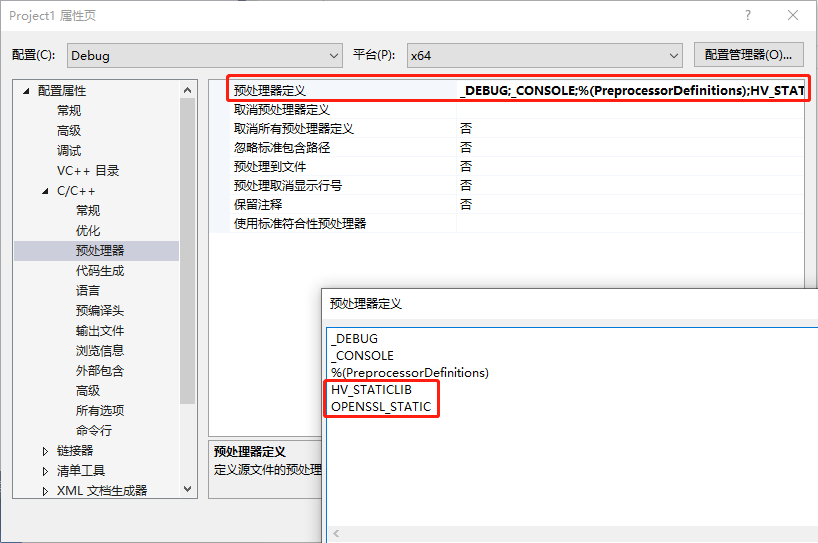 Project1 属性页
配置(C): Debug 平台(P): x64 配置管理器(O)...
配置属性
常规
高级
调试
VC++ 目录
C/C++
常规
优化
预处理器
代码生成
语言
预编译头
输出文件
浏览信息
外部包含
高级
所有选项
命令行
链接器
清单工具
XML 文档生成器
预处理器定义 _DEBUG;_CONSOLE;%(PreprocessorDefinitions);HV_STAT
取消预处理器定义
取消所有预处理器定义 否
忽略标准包含路径 否
预处理到文件 否
预处理取消显示行号 否
保留注释 否
使用标准符合性预处理器
预处理器定义
定义源文件的预处理
预处理器定义
_DEBUG
_CONSOLE
%(PreprocessorDefinitions)
HV_STATICLIB
OPENSSL_STATIC